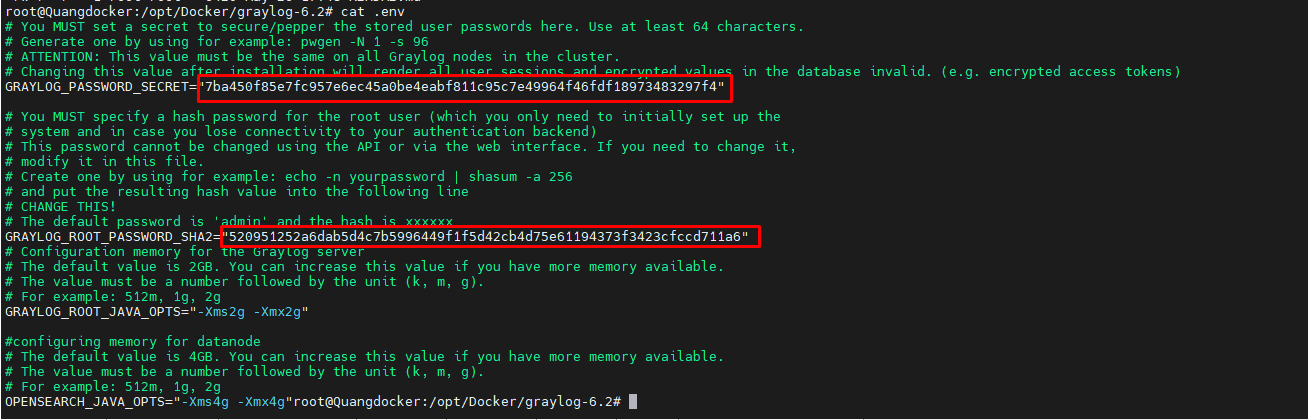 root@Quangdocker:/opt/Docker/graylog-6.2# cat .env
# You MUST set a secret to secure/pepper the stored user passwords here. Use at least 64 characters.
# Generate one by using for example: pwgen -N 1 -s 96
# ATTENTION: This value must be the same on all Graylog nodes in the cluster.
# Changing this value after installation will render all user sessions and encrypted values in the database invalid. (e.g. encrypted access tokens)
GRAYLOG_PASSWORD_SECRET="7ba450f85e7fc957e6ec45a0be4eabf811c95c7e49964f46fdf18973483297f4"
# You MUST specify a hash password for the root user (which you only need to initially set up the
# system and in case you lose connectivity to your authentication backend)
# This password cannot be changed using the API or via the web interface. If you need to change it,
# modify it in this file.
# Create one by using for example: echo -n yourpassword | shasum -a 256
# and put the resulting hash value into the following line
# CHANGE THIS!
# The default password is 'admin' and the hash is xxxxxx
GRAYLOG_ROOT_PASSWORD_SHA2="520951252a6dab5d4c7b5996449f1f5d42cb4d75e61194373f3423cfccd711a6"
# Configuration memory for the Graylog server
# The default value is 2GB. You can increase this value if you have more memory available.
# The value must be a number followed by the unit (k, m, g).
# For example: 512m, 1g, 2g
GRAYLOG_ROOT_JAVA_OPTS="-Xms2g -Xmx2g"
#configuring memory for datanode
# The default value is 4GB. You can increase this value if you have more memory available.
# The value must be a number followed by the unit (k, m, g).
# For example: 512m, 1g, 2g
OPENSEARCH_JAVA_OPTS="-Xms4g -Xmx4g"root@Quangdocker:/opt/Docker/graylog-6.2#